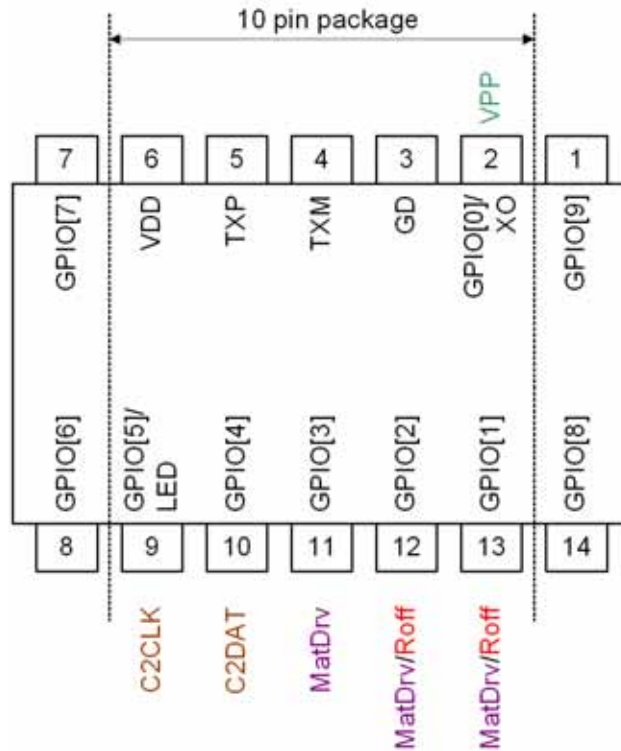 10 pin package
VPP
7 6 5 4 3 2 1
GPIO[7] VDD TXP TXM GD GPIO[0]/ XO GPIO[9]
GPIO[6] GPIO[5]/ LED GPIO[4] GPIO[3] GPIO[2] GPIO[1] GPIO[8]
8 9 10 11 12 13 14
C2CLK C2DAT MatDrv MatDrv/Roff MatDrv/Roff